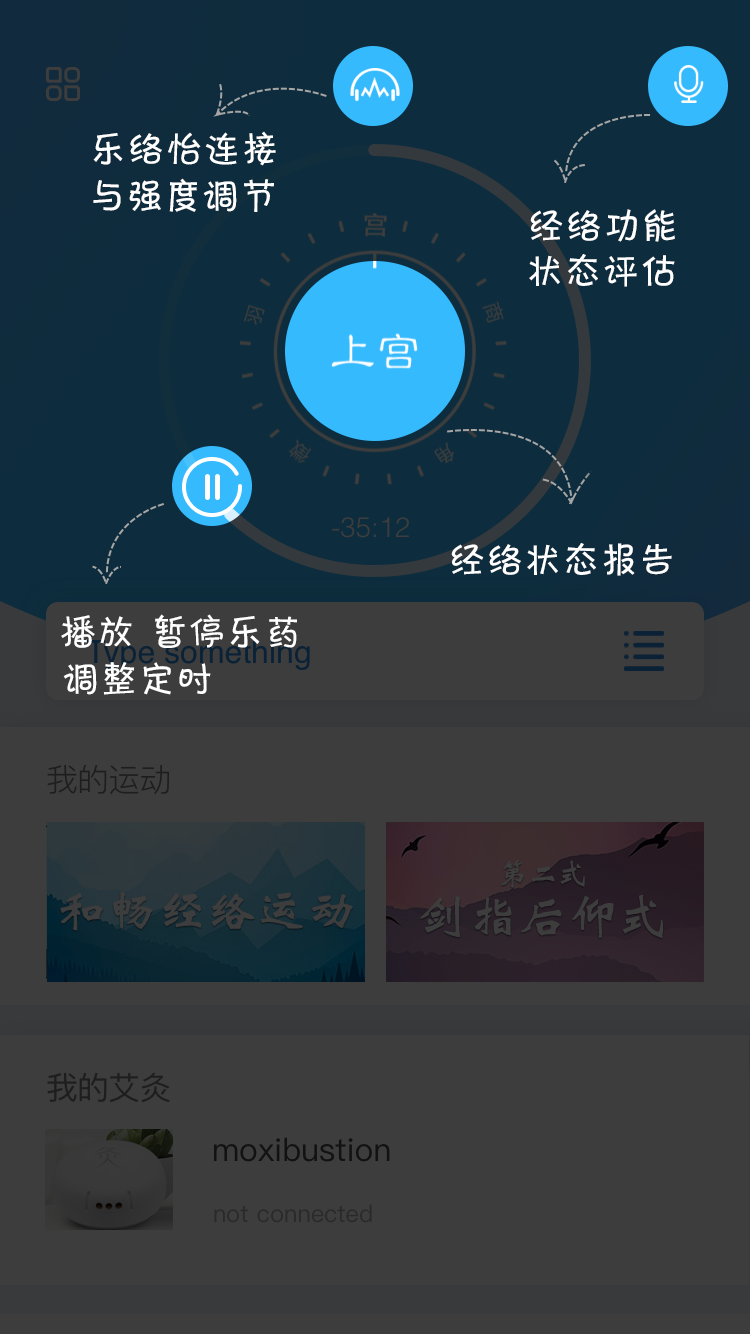 乐络怡连接
与强度调节
经络功能
状态评估
宫
羽
商
上宫
徵
角
-35:12
经络状态报告
播放 暂停乐药
调整定时
Type something
我的运动
和畅经络运动
第二式
剑指后仰式
我的艾灸
moxibustion
not connected